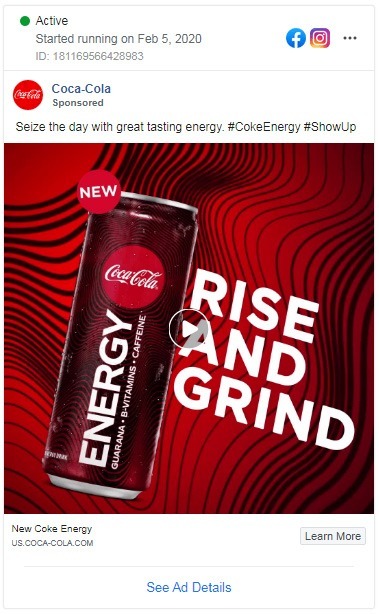 Active
Started running on Feb 5, 2020
ID: 181169566428983
Coca-Cola
Sponsored
Seize the day with great tasting energy. #CokeEnergy #ShowUp
NEW
Coca-Cola
ENERGY
GUARANA • B-VITAMINS • CAFFEINE
RISE
AND
GRIND
New Coke Energy
US.COCA-COLA.COM
Learn More
See Ad Details